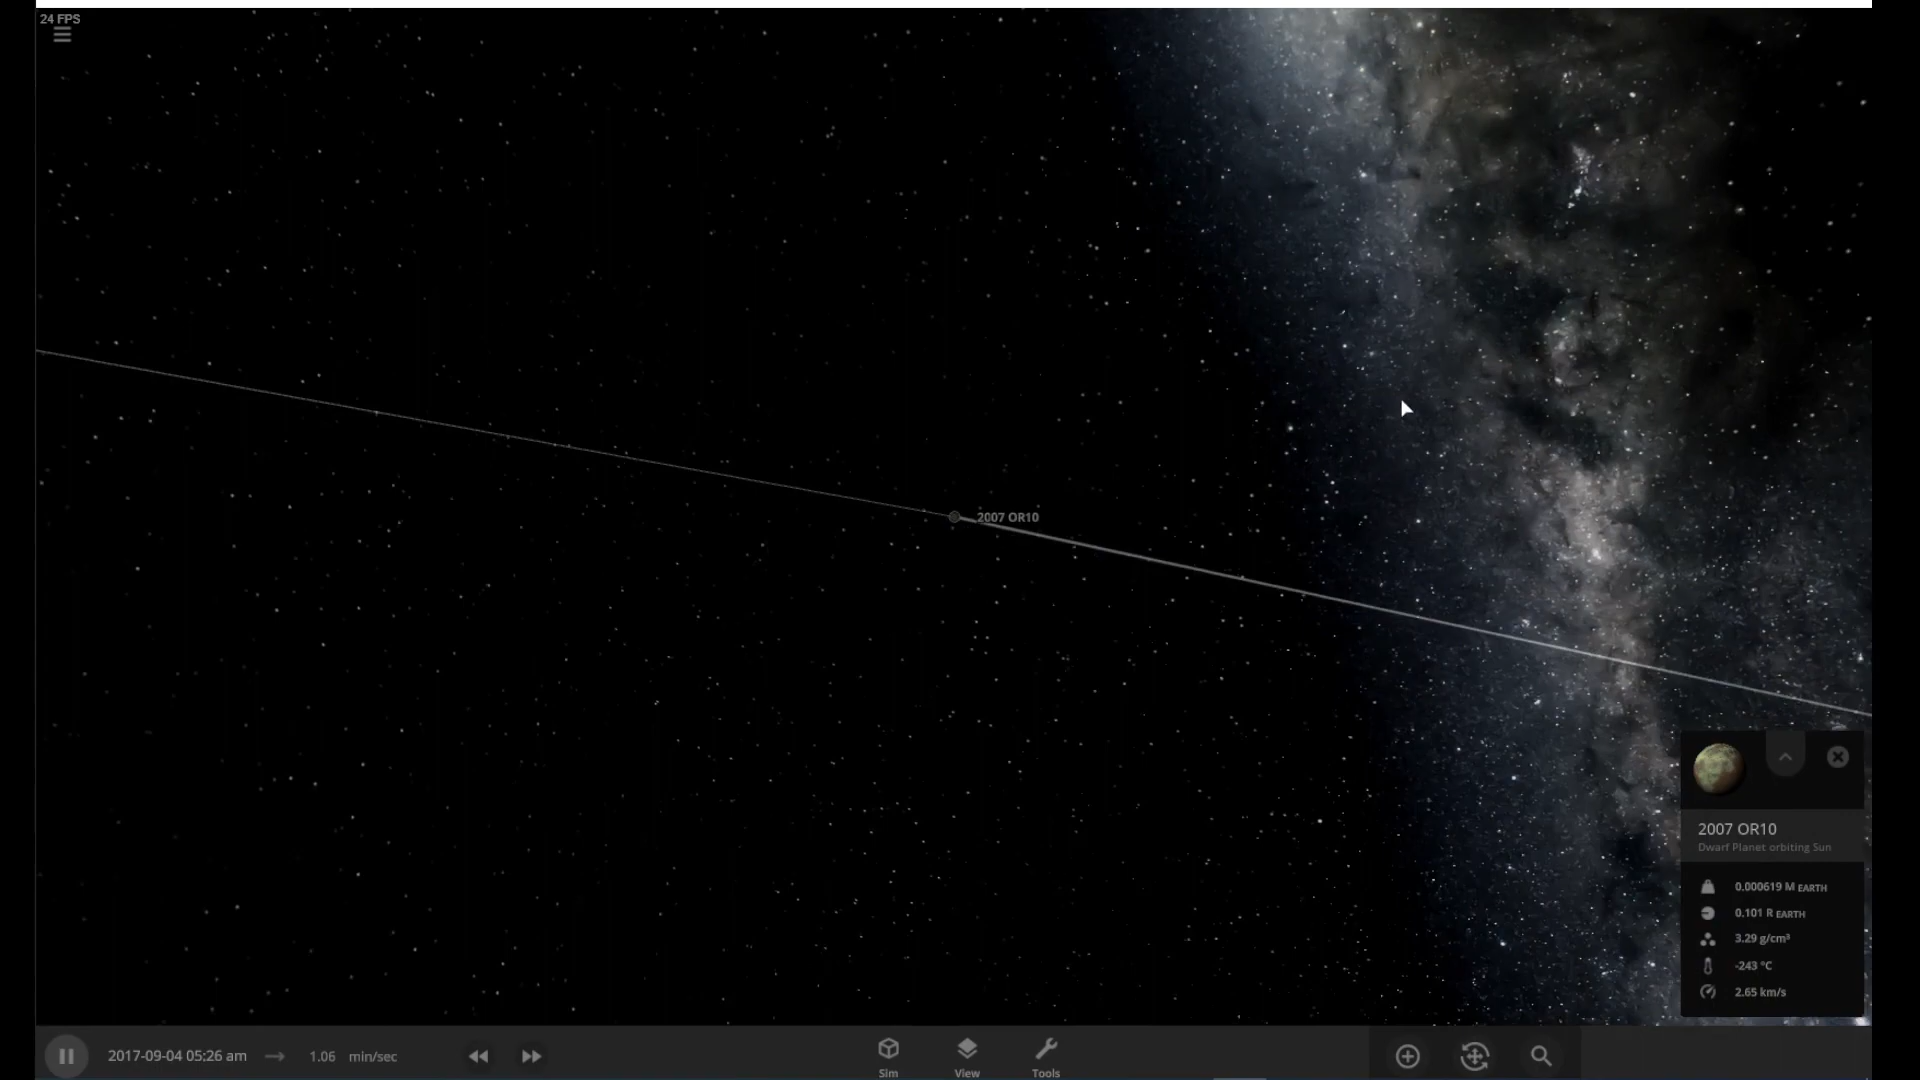 24 FPS
2007 OR10
2007 OR10
Dwarf Planet orbiting Sun
0.000619 M EARTH
0.101 R EARTH
3.29 g/cm³
-243 °C
2.65 km/s
2017-09-04 05:26 am
1.06 min/sec
Sim
View
Tools